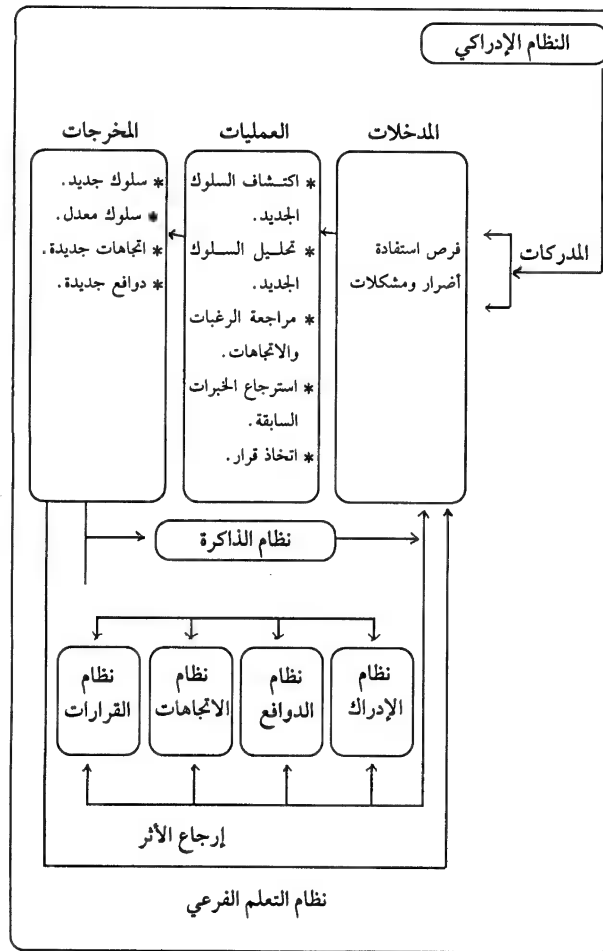 النظام الإدراكي
المدخلات
العمليات
المخرجات
المدركات
فرص استفادة
أضرار ومشكلات
* اكتشاف السلوك
الجديد.
* تحليل السلوك
الجديد.
* مراجعة الرغبات
والاتجاهات.
* استرجاع الخبرات
السابقة.
* اتخاذ قرار.
* سلوك جديد.
* سلوك معدل.
* اتجاهات جديدة.
* دوافع جديدة.
نظام الذاكرة
نظام
الإدراك
نظام
الدوافع
نظام
الاتجاهات
نظام
القرارات
إرجاع الأثر
نظام التعلم الفرعي